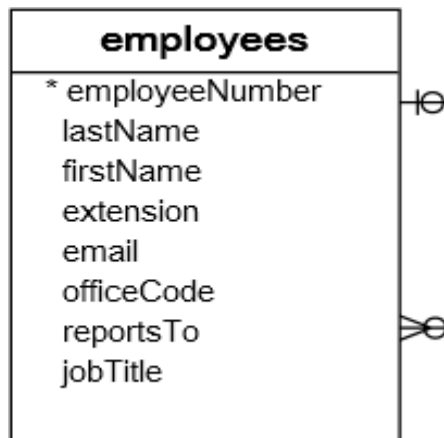 employees
* employeeNumber
lastName
firstName
extension
email
officeCode
reportsTo
jobTitle